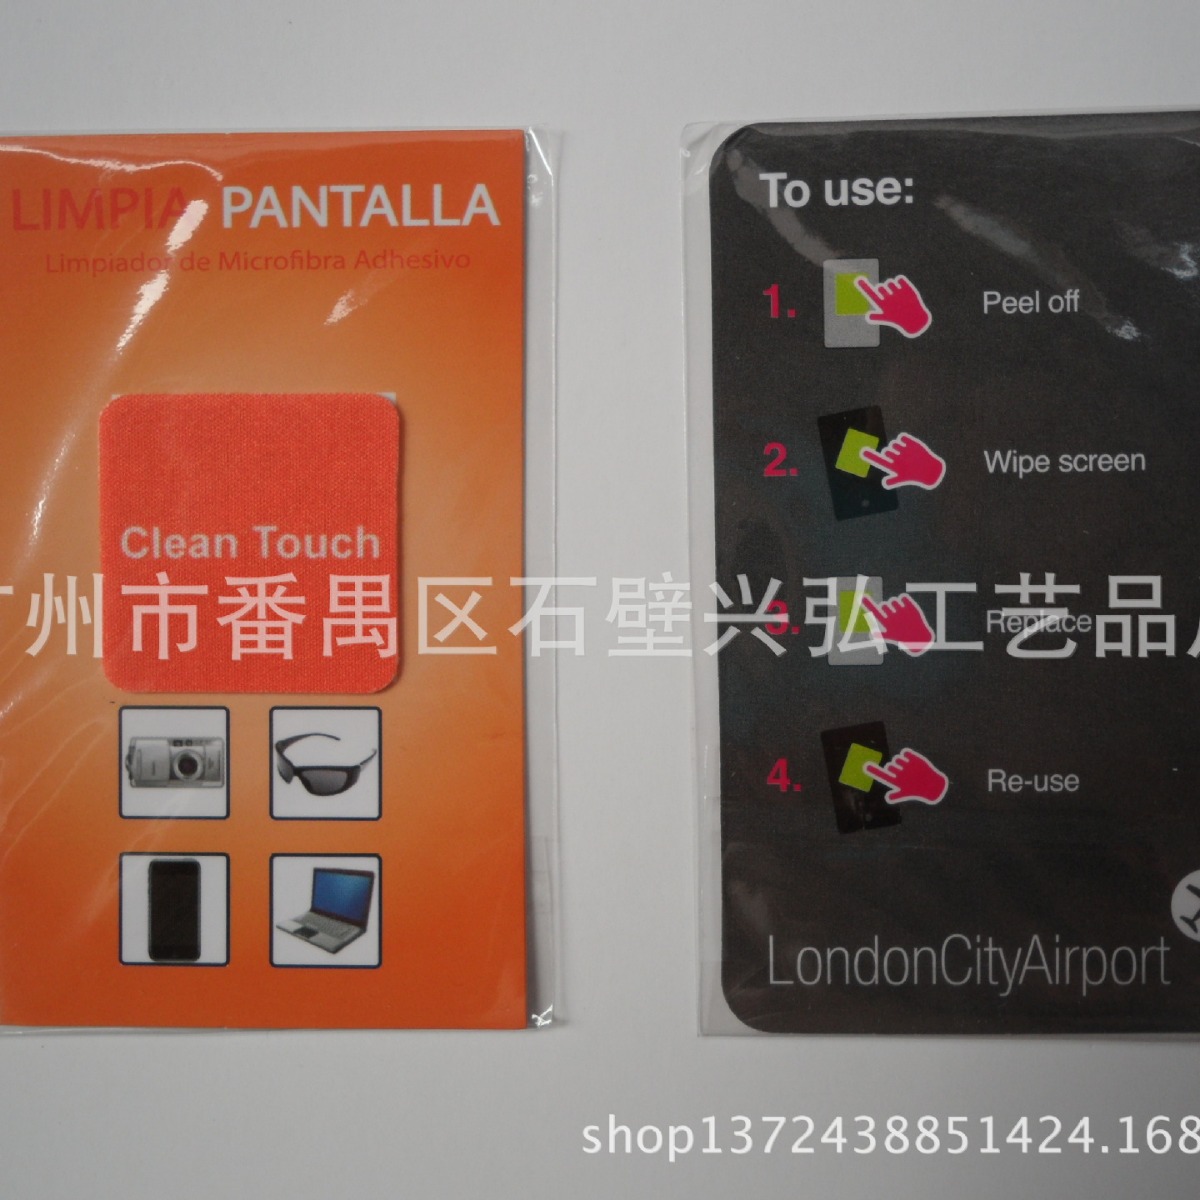 LIMPIA PANTALLA
Limpiador de Microfibra Adhesivo
Clean Touch
To use:
1. Peel off
2. Wipe screen
3. Replace
4. Re-use
LondonCityAirport
州市番禺区石壁兴弘工艺品
shop1372438851424.168